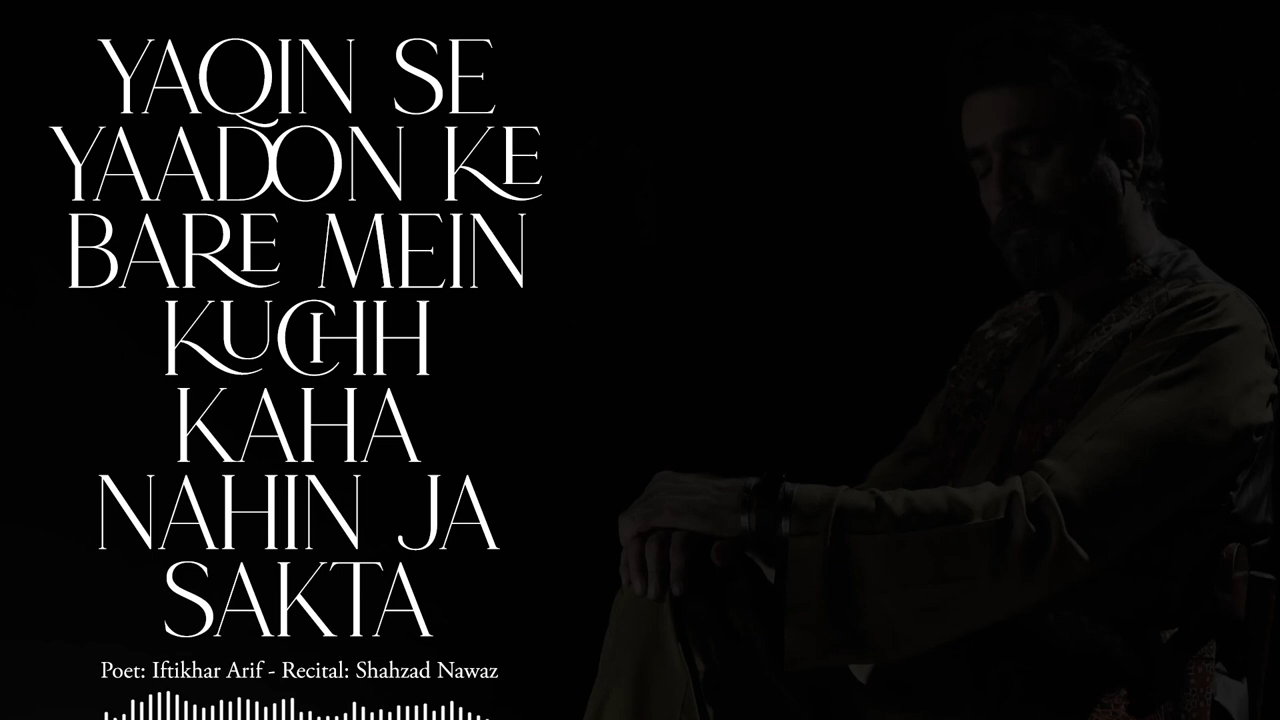 YAQIN SE
YAADON KE
BARE MEIN
KUCHH
KAHA
NAHIN JA
SAKTA
Poet: Iftikhar Arif - Recital: Shahzad Nawaz